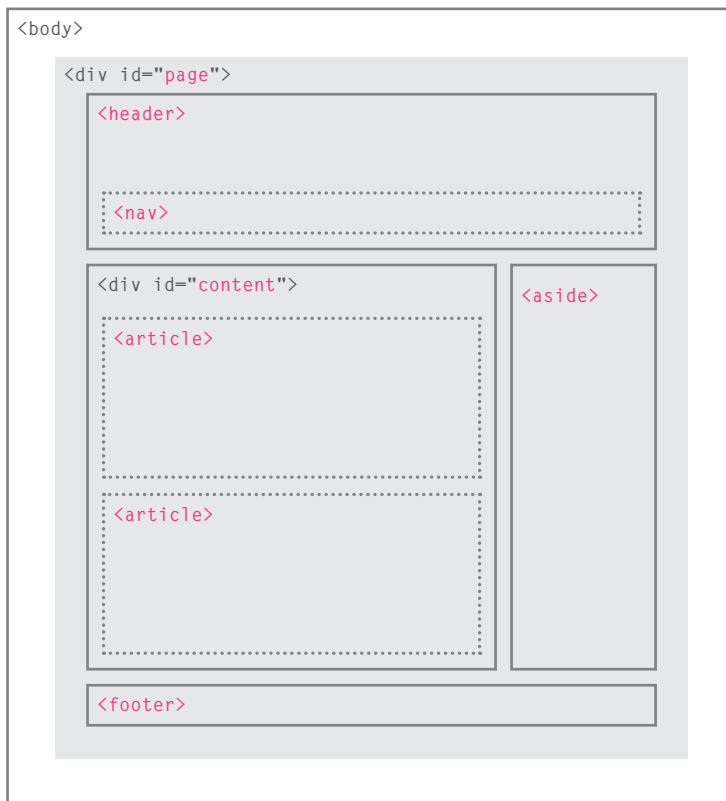 <body>
<div id="page">
<header>
<nav>
<div id="content">
<aside>
<article>
<article>
<footer>